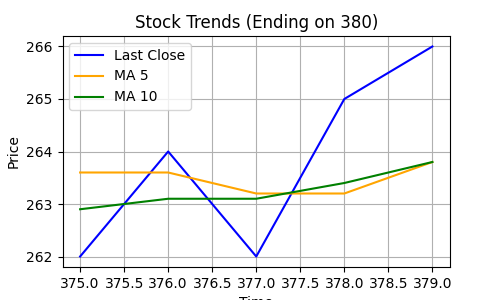 Stock Trends (Ending on 380)
Last Close
MA 5
MA 10
Price
266
265
264
263
262
375.0 375.5 376.0 376.5 377.0 377.5 378.0 378.5 379.0
Time